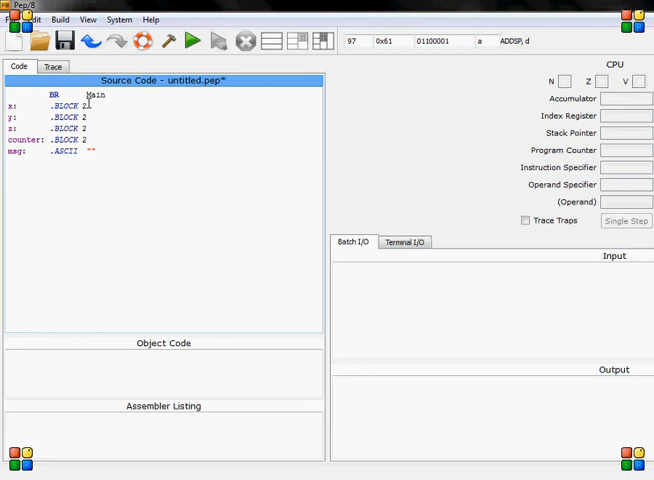 Pep/8
Edit Build View System Help
97 0x61 01100001 a ADDSP, d
Code Trace
Source Code - untitled.pep*
BR Main
x: .BLOCK 2
y: .BLOCK 2
z: .BLOCK 2
counter: .BLOCK 2
msg: .ASCII ""
Object Code
Assembler Listing
CPU
N Z V
Accumulator
Index Register
Stack Pointer
Program Counter
Instruction Specifier
Operand Specifier
(Operand)
Trace Traps Single Step
Batch I/O Terminal I/O
Input
Output